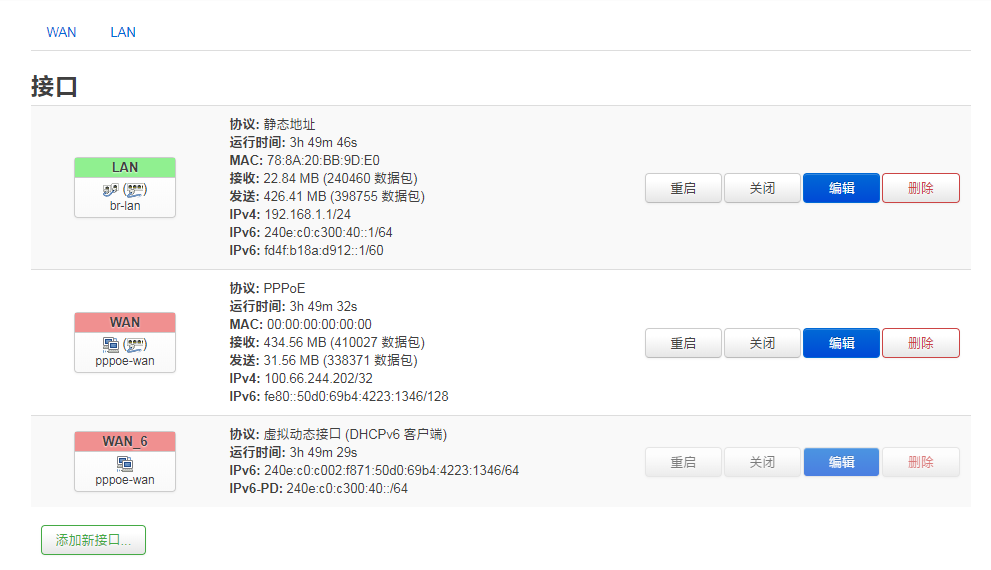 WAN LAN
接口
LAN
br-lan
协议: 静态地址
运行时间: 3h 49m 46s
MAC: 78:8A:20:BB:9D:E0
接收: 22.84 MB (240460 数据包)
发送: 426.41 MB (398755 数据包)
IPv4: 192.168.1.1/24
IPv6: 240e:c0:c300:40::1/64
IPv6: fd4f:b18a:d912::1/60
重启 关闭 编辑 删除
WAN
pppoe-wan
协议: PPPoE
运行时间: 3h 49m 32s
MAC: 00:00:00:00:00:00
接收: 434.56 MB (410027 数据包)
发送: 31.56 MB (338371 数据包)
IPv4: 100.66.244.202/32
IPv6: fe80::50d0:69b4:4223:1346/128
重启 关闭 编辑 删除
WAN_6
pppoe-wan
协议: 虚拟动态接口 (DHCPv6 客户端)
运行时间: 3h 49m 29s
IPv6: 240e:c0:c002:f871:50d0:69b4:4223:1346/64
IPv6-PD: 240e:c0:c300:40::/64
重启 关闭 编辑 删除
添加新接口...